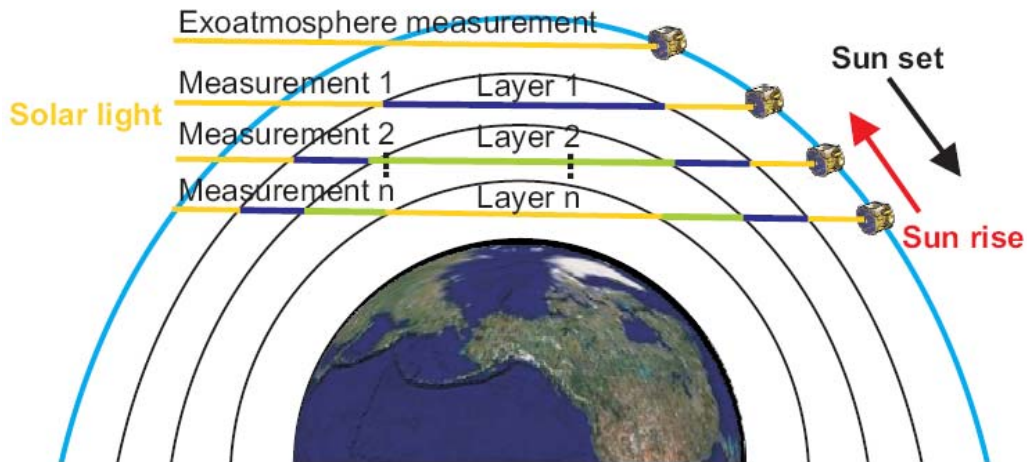 Exoatmosphere measurement
Sun set
Measurement 1
Layer 1
Solar light
Measurement 2
Layer 2
Measurement n
Layer n
Sun rise